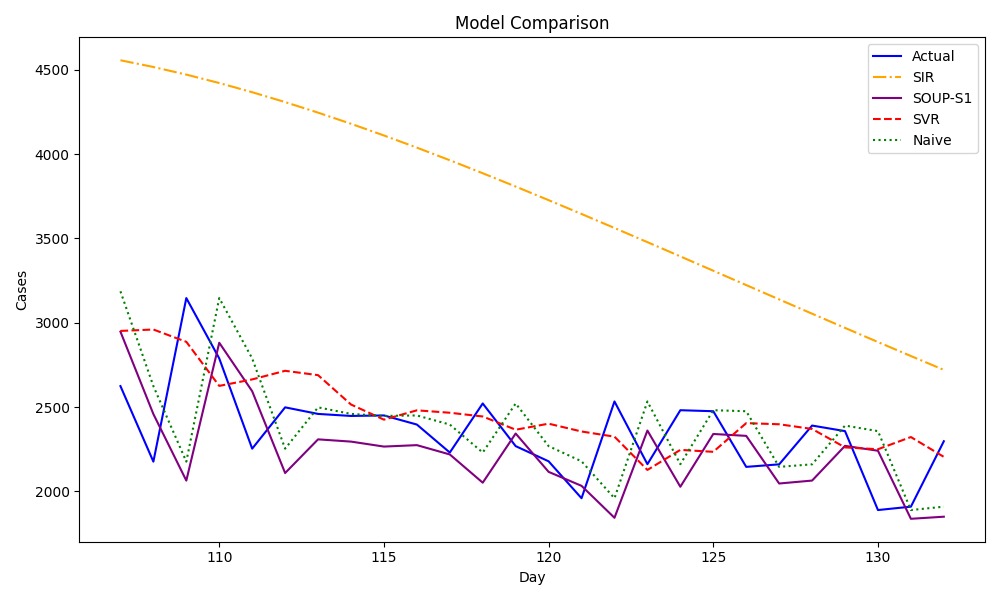 Model Comparison
Actual
SIR
SOUP-S1
SVR
Naive
Cases
4500
4000
3500
3000
2500
2000
110
115
120
125
130
Day